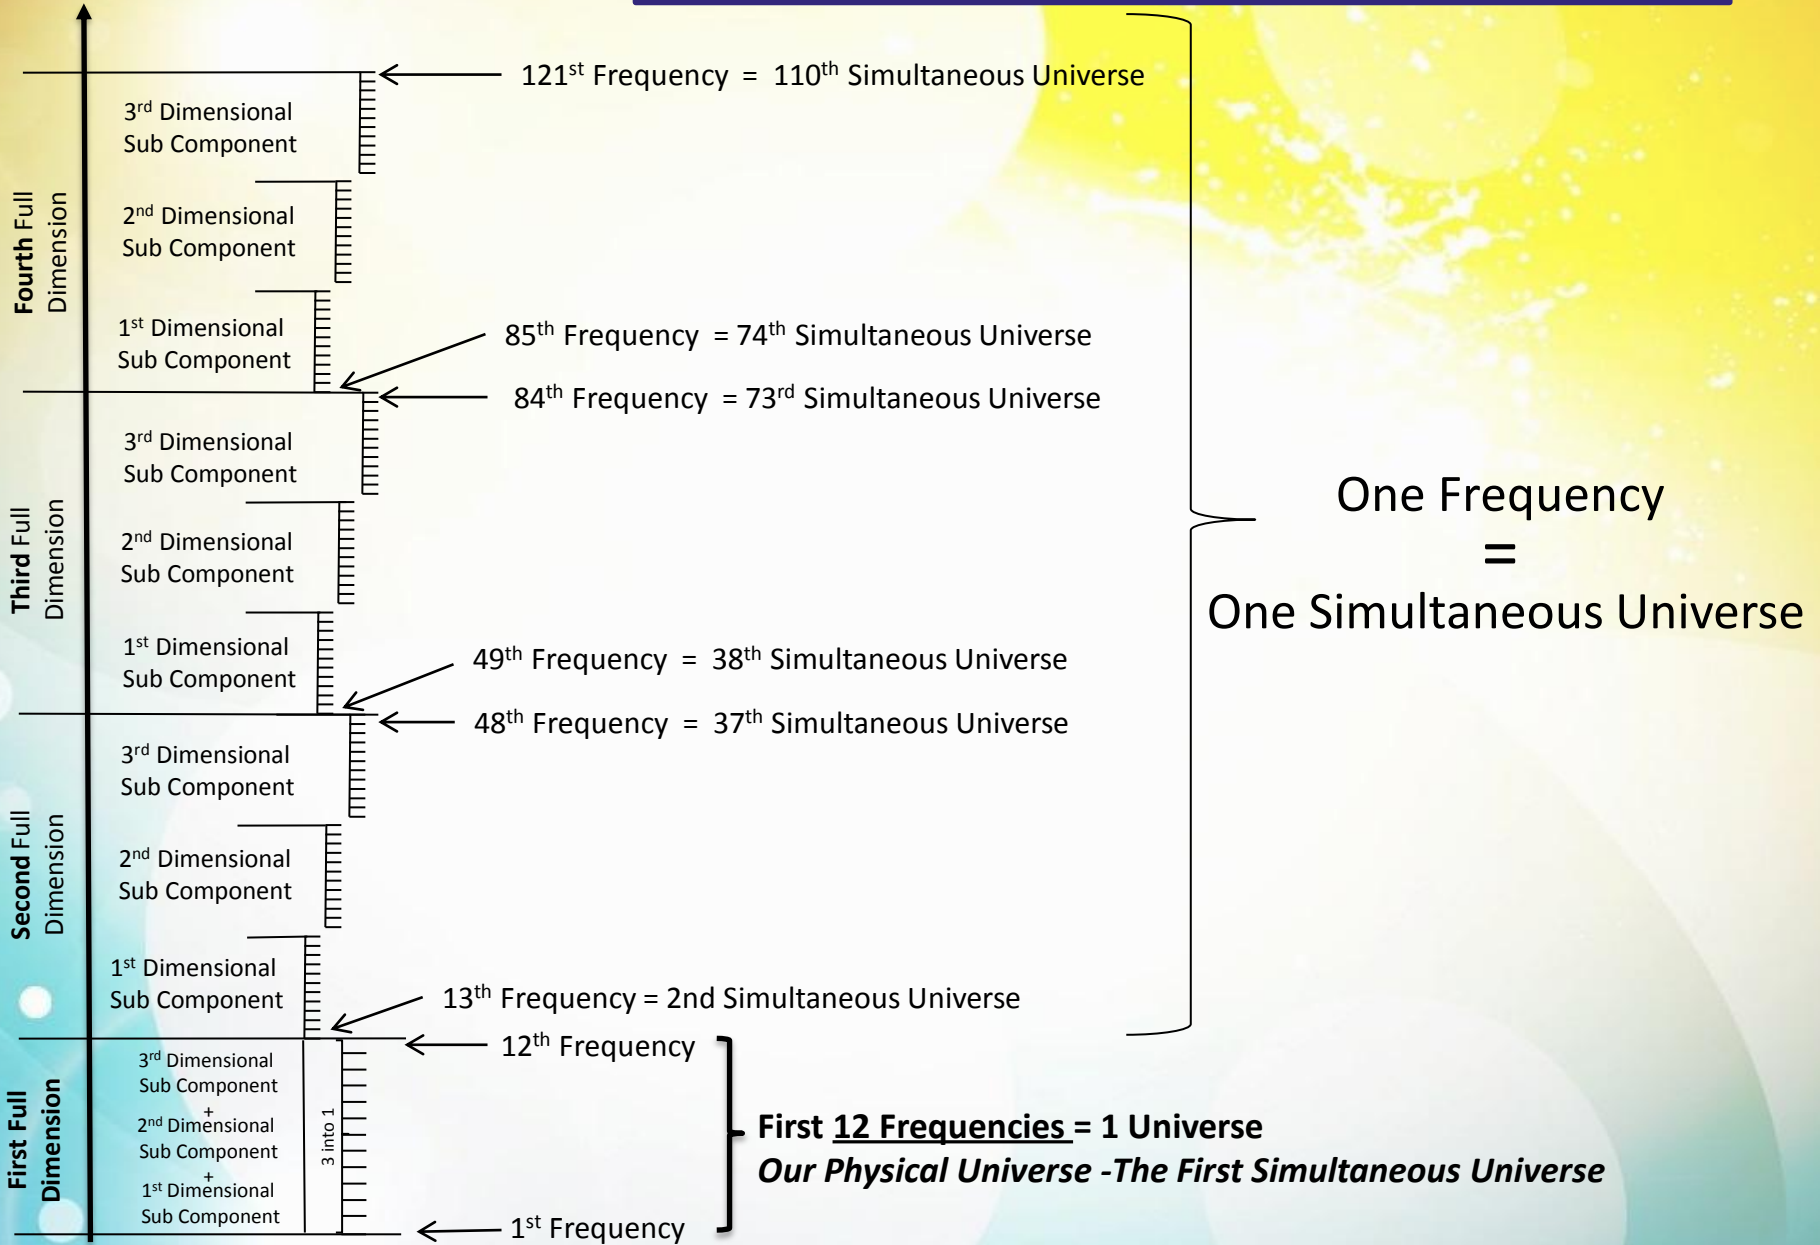 121st Frequency = 110th Simultaneous Universe
3rd Dimensional
Sub Component
2nd Dimensional
Sub Component
Fourth Full
Dimension
1st Dimensional
Sub Component
85th Frequency = 74th Simultaneous Universe
84th Frequency = 73rd Simultaneous Universe
3rd Dimensional
Sub Component
2nd Dimensional
Sub Component
Third Full
Dimension
1st Dimensional
Sub Component
49th Frequency = 38th Simultaneous Universe
48th Frequency = 37th Simultaneous Universe
3rd Dimensional
Sub Component
2nd Dimensional
Sub Component
Second Full
Dimension
1st Dimensional
Sub Component
13th Frequency = 2nd Simultaneous Universe
12th Frequency
3rd Dimensional
Sub Component
+
2nd Dimensional
Sub Component
+
1st Dimensional
Sub Component
3 into 1
First Full
Dimension
1st Frequency
First 12 Frequencies = 1 Universe
Our Physical Universe -The First Simultaneous Universe
One Frequency
=
One Simultaneous Universe